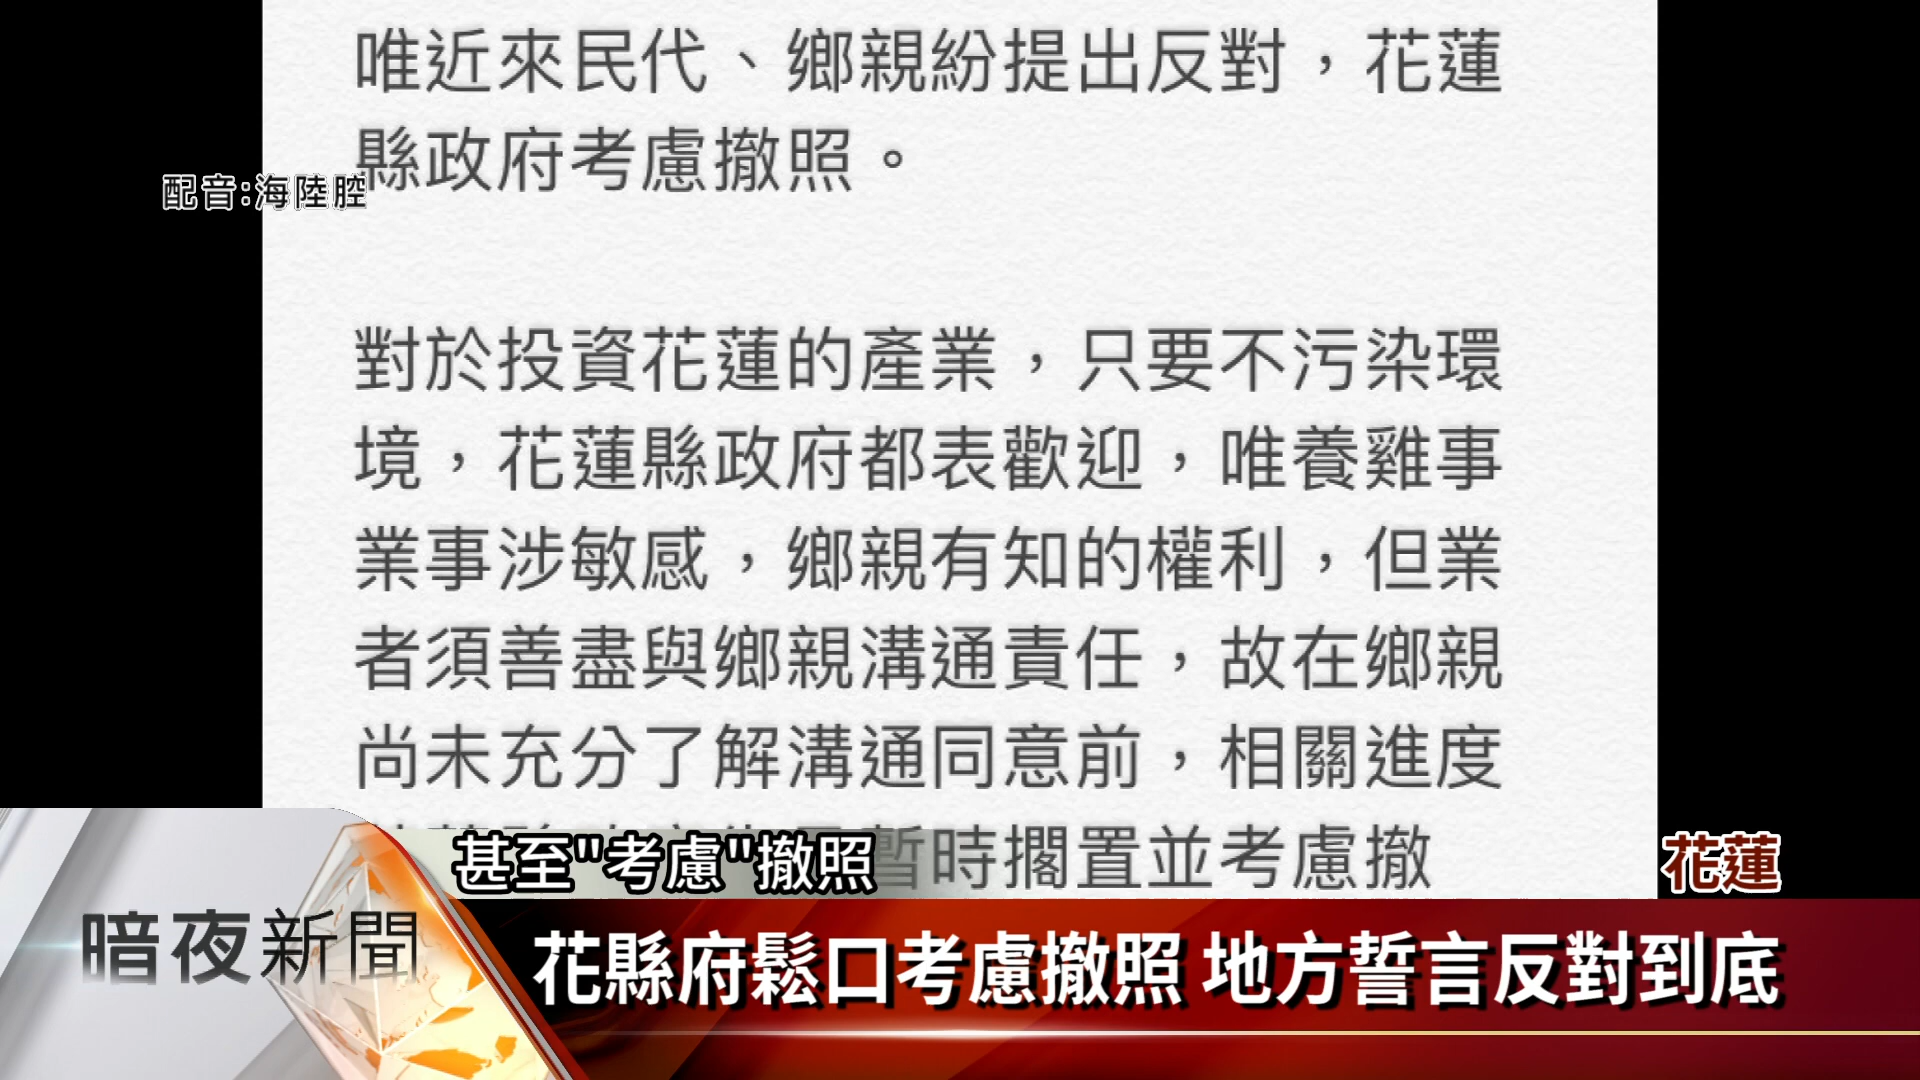 唯近來民代、鄉親紛提出反對，花蓮
縣政府考慮撤照。
配音:海陸腔
對於投資花蓮的產業，只要不污染環
境，花蓮縣政府都表歡迎，唯養雞事
業事涉敏感，鄉親有知的權利，但業
者須善盡與鄉親溝通責任，故在鄉親
尚未充分了解溝通同意前，相關進度
暫時擱置並考慮撤
甚至"考慮"撤照
花蓮
暗夜新聞
花縣府鬆口考慮撤照 地方誓言反對到底